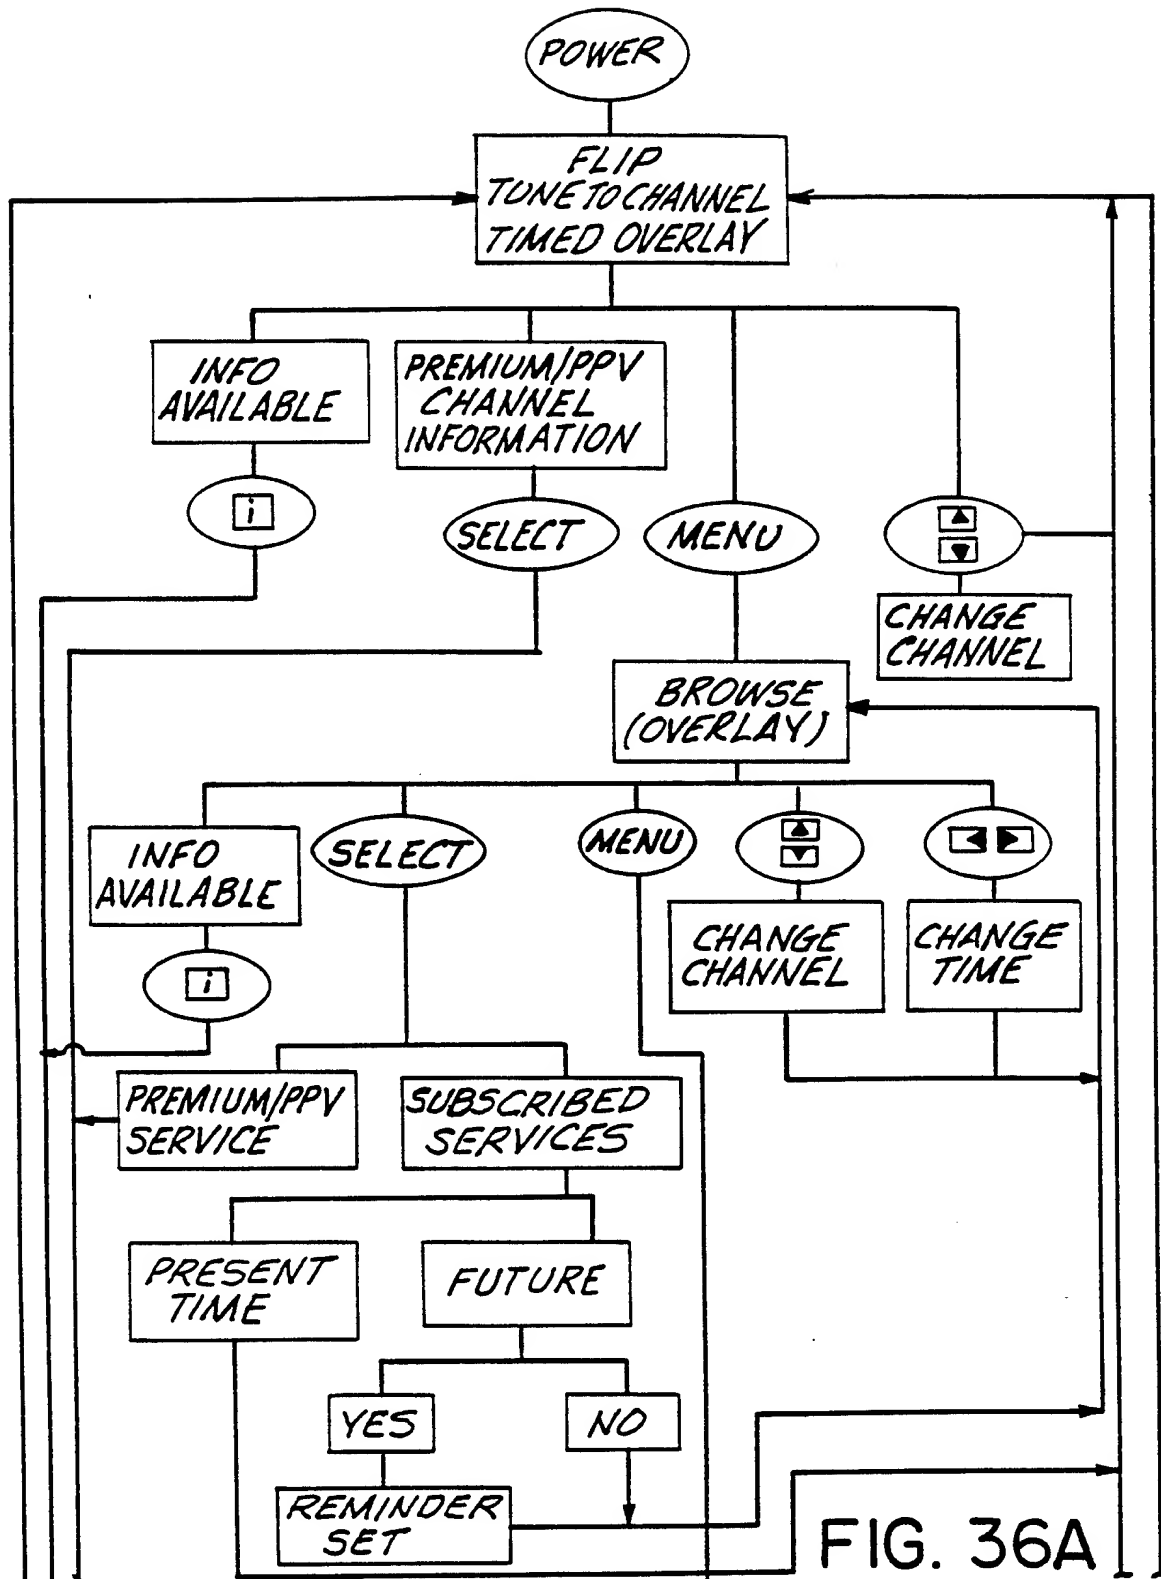 POWER
FLIP
TUNE TO CHANNEL
TIMED OVERLAY
INFO
AVAILABLE
PREMIUM/PPV
CHANNEL
INFORMATION
i
SELECT
MENU
CHANGE
CHANNEL
BROWSE
(OVERLAY)
INFO
AVAILABLE
SELECT
MENU
CHANGE
CHANNEL
CHANGE
TIME
i
PREMIUM/PPV
SERVICE
SUBSCRIBED
SERVICES
PRESENT
TIME
FUTURE
YES
NO
REMINDER
SET
FIG. 36A